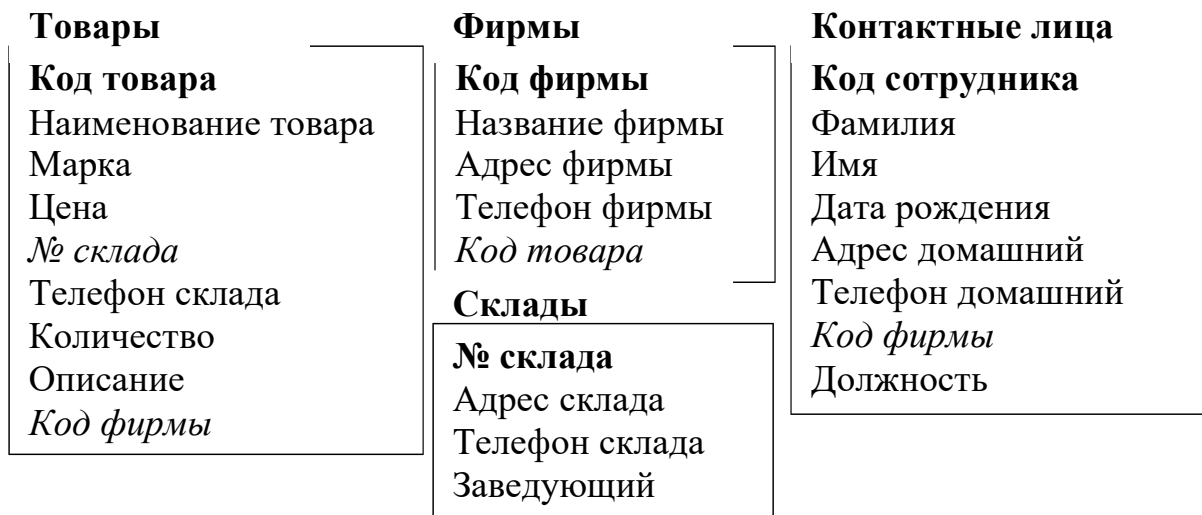 Товары
Код товара
Наименование товара
Марка
Цена
№ склада
Телефон склада
Количество
Описание
Код фирмы
Фирмы
Код фирмы
Название фирмы
Адрес фирмы
Телефон фирмы
Код товара
Склады
№ склада
Адрес склада
Телефон склада
Заведующий
Контактные лица
Код сотрудника
Фамилия
Имя
Дата рождения
Адрес домашний
Телефон домашний
Код фирмы
Должность